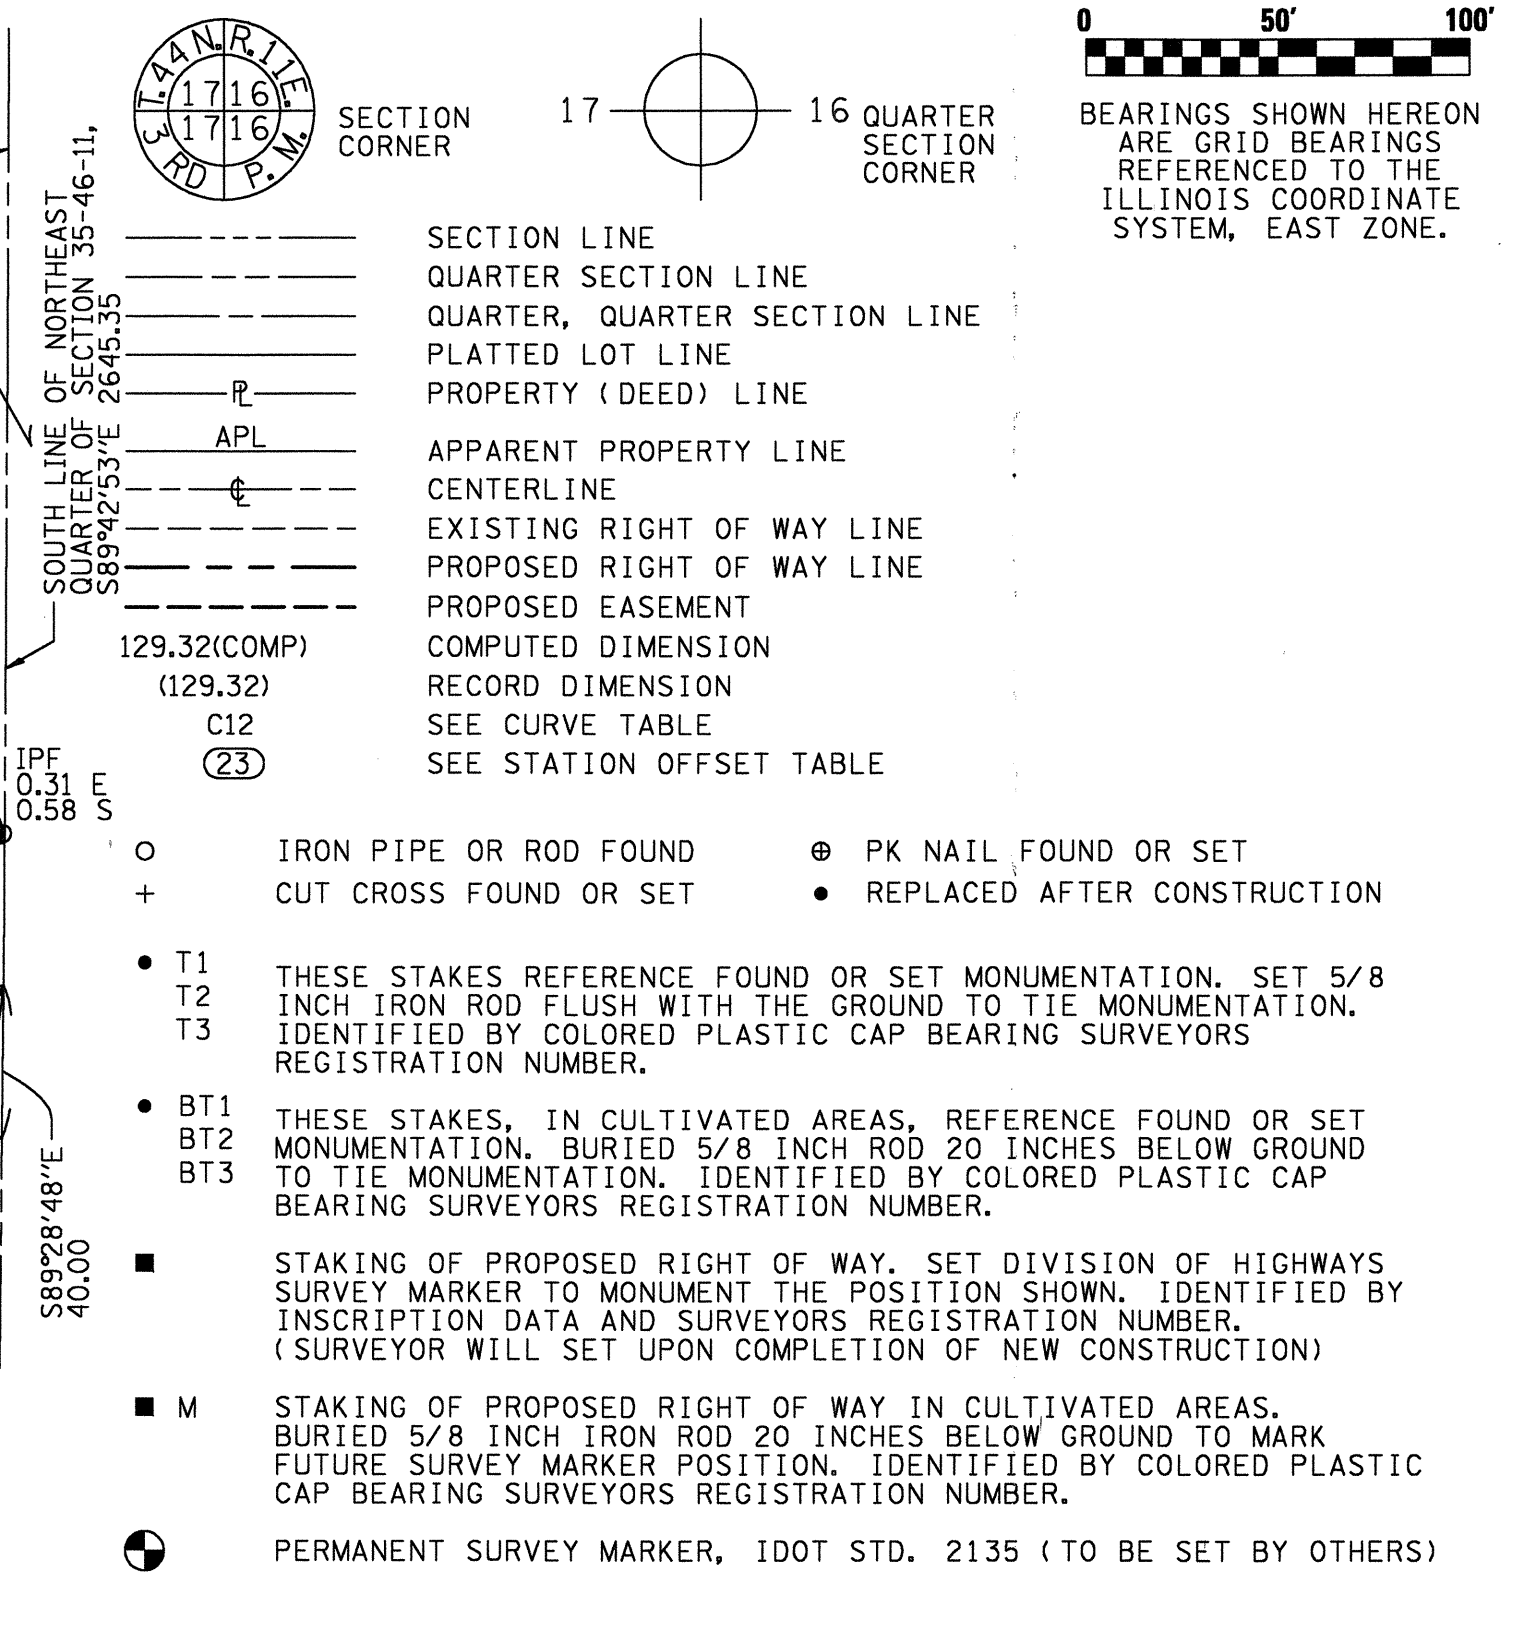 0 50' 100'
T.44 N. R.11E.
17 16
17 16
3 RD P.M.
SECTION
CORNER
17 16
QUARTER
SECTION
CORNER
BEARINGS SHOWN HEREON
ARE GRID BEARINGS
REFERENCED TO THE
ILLINOIS COORDINATE
SYSTEM, EAST ZONE.
SOUTH LINE OF NORTHEAST
QUARTER OF SECTION 35-46-11,
S89°42'53"E 2645.35
SECTION LINE
QUARTER SECTION LINE
QUARTER, QUARTER SECTION LINE
PLATTED LOT LINE
PL PROPERTY (DEED) LINE
APL APPARENT PROPERTY LINE
CL CENTERLINE
EXISTING RIGHT OF WAY LINE
PROPOSED RIGHT OF WAY LINE
PROPOSED EASEMENT
129.32(COMP) COMPUTED DIMENSION
(129.32) RECORD DIMENSION
C12 SEE CURVE TABLE
23 SEE STATION OFFSET TABLE
IPF
0.31 E
0.58 S
IRON PIPE OR ROD FOUND
PK NAIL FOUND OR SET
CUT CROSS FOUND OR SET
REPLACED AFTER CONSTRUCTION
T1
T2
T3
THESE STAKES REFERENCE FOUND OR SET MONUMENTATION. SET 5/8
INCH IRON ROD FLUSH WITH THE GROUND TO TIE MONUMENTATION.
IDENTIFIED BY COLORED PLASTIC CAP BEARING SURVEYORS
REGISTRATION NUMBER.
BT1
BT2
BT3
THESE STAKES, IN CULTIVATED AREAS, REFERENCE FOUND OR SET
MONUMENTATION. BURIED 5/8 INCH ROD 20 INCHES BELOW GROUND
TO TIE MONUMENTATION. IDENTIFIED BY COLORED PLASTIC CAP
BEARING SURVEYORS REGISTRATION NUMBER.
S89°28'48"E
40.00
STAKING OF PROPOSED RIGHT OF WAY. SET DIVISION OF HIGHWAYS
SURVEY MARKER TO MONUMENT THE POSITION SHOWN. IDENTIFIED BY
INSCRIPTION DATA AND SURVEYORS REGISTRATION NUMBER.
(SURVEYOR WILL SET UPON COMPLETION OF NEW CONSTRUCTION)
M
STAKING OF PROPOSED RIGHT OF WAY IN CULTIVATED AREAS.
BURIED 5/8 INCH IRON ROD 20 INCHES BELOW GROUND TO MARK
FUTURE SURVEY MARKER POSITION. IDENTIFIED BY COLORED PLASTIC
CAP BEARING SURVEYORS REGISTRATION NUMBER.
PERMANENT SURVEY MARKER, IDOT STD. 2135 (TO BE SET BY OTHERS)